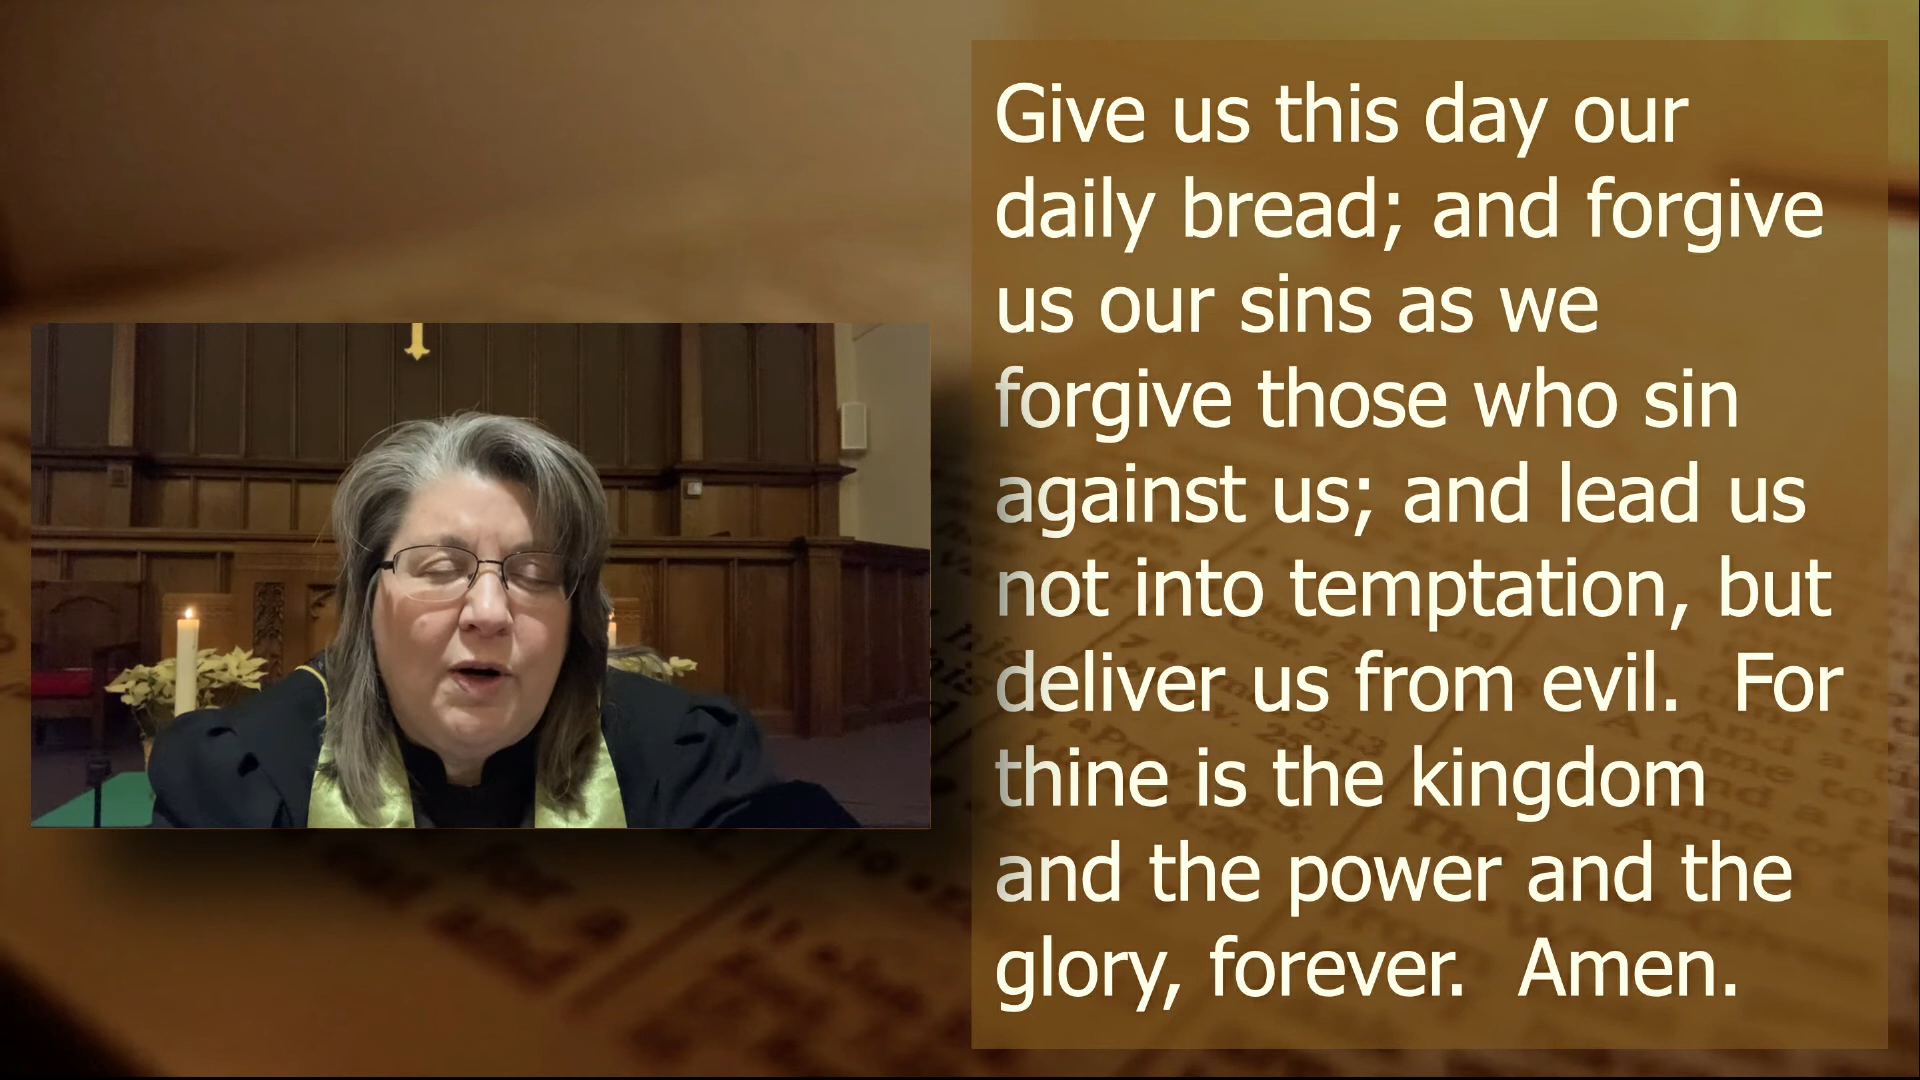 Give us this day our
daily bread; and forgive
us our sins as we
forgive those who sin
against us; and lead us
not into temptation, but
deliver us from evil.  For
thine is the kingdom
and the power and the
glory, forever.  Amen.